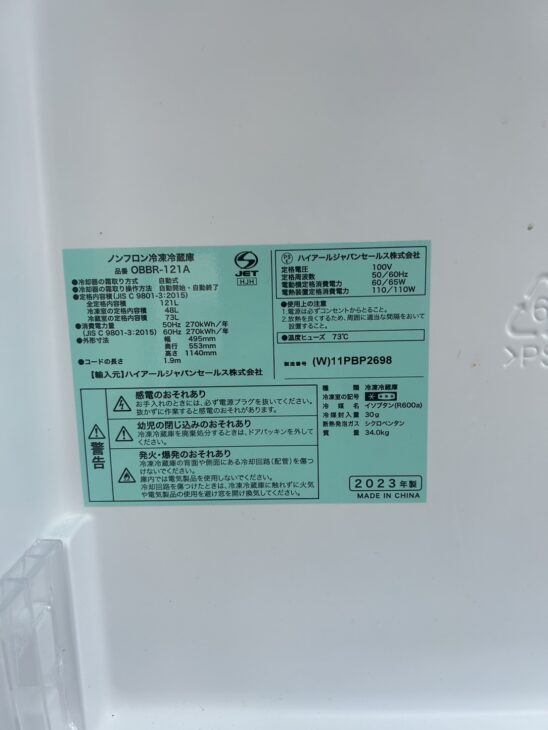 ノンフロン冷凍冷蔵庫
品番 OBBR-121A
JET
HJH
●冷却器の霜取り方式 自動式
●冷却器の霜取り操作方法 自動開始・自動終了
●定格内容積(JIS C 9801-3:2015)
全定格内容積 121L
冷凍室の定格内容積 48L
冷蔵室の定格内容積 73L
●消費電力量 50Hz 270kWh/年
(JIS C 9801-3:2015) 60Hz 270kWh/年
●外形寸法 幅 495mm
奥行 553mm
高さ 1140mm
●コードの長さ 1.9m
【輸入元】ハイアールジャパンセールス株式会社
PS
E
ハイアールジャパンセールス株式会社
定格電圧 100V
定格周波数 50/60Hz
電動機定格消費電力 60/65W
電熱装置定格消費電力 110/110W
●使用上の注意
1.電源は必ずコンセントからとること。
2.放熱を良くするため、周囲に適当な間隔をおいて
設置すること。
●温度ヒューズ 73℃
製造番号 (W)11PBP2698
警告
感電のおそれあり
お手入れのときには、必ず電源プラグを抜いてください。
抜かずに作業すると感電のおそれがあります。
幼児の閉じ込みのおそれあり
冷凍冷蔵庫を廃棄処分するときは、ドアパッキンを外して
ください。
発火・爆発のおそれあり
冷凍冷蔵庫の背面や側面にある冷却回路(配管)を傷つ
けないでください。
庫内では電気製品を使用しないでください。
冷却回路を傷つけたときは、冷凍冷蔵庫に触れずに火気
や電気製品の使用を避け窓を開け換気してください。
種類 冷凍冷蔵庫
冷凍室の記号
冷媒名 イソブタン(R600a)
冷媒封入量 30g
断熱発泡ガス シクロペンタン
質量 34.0kg
2023年製
MADE IN CHINA
6
>PS